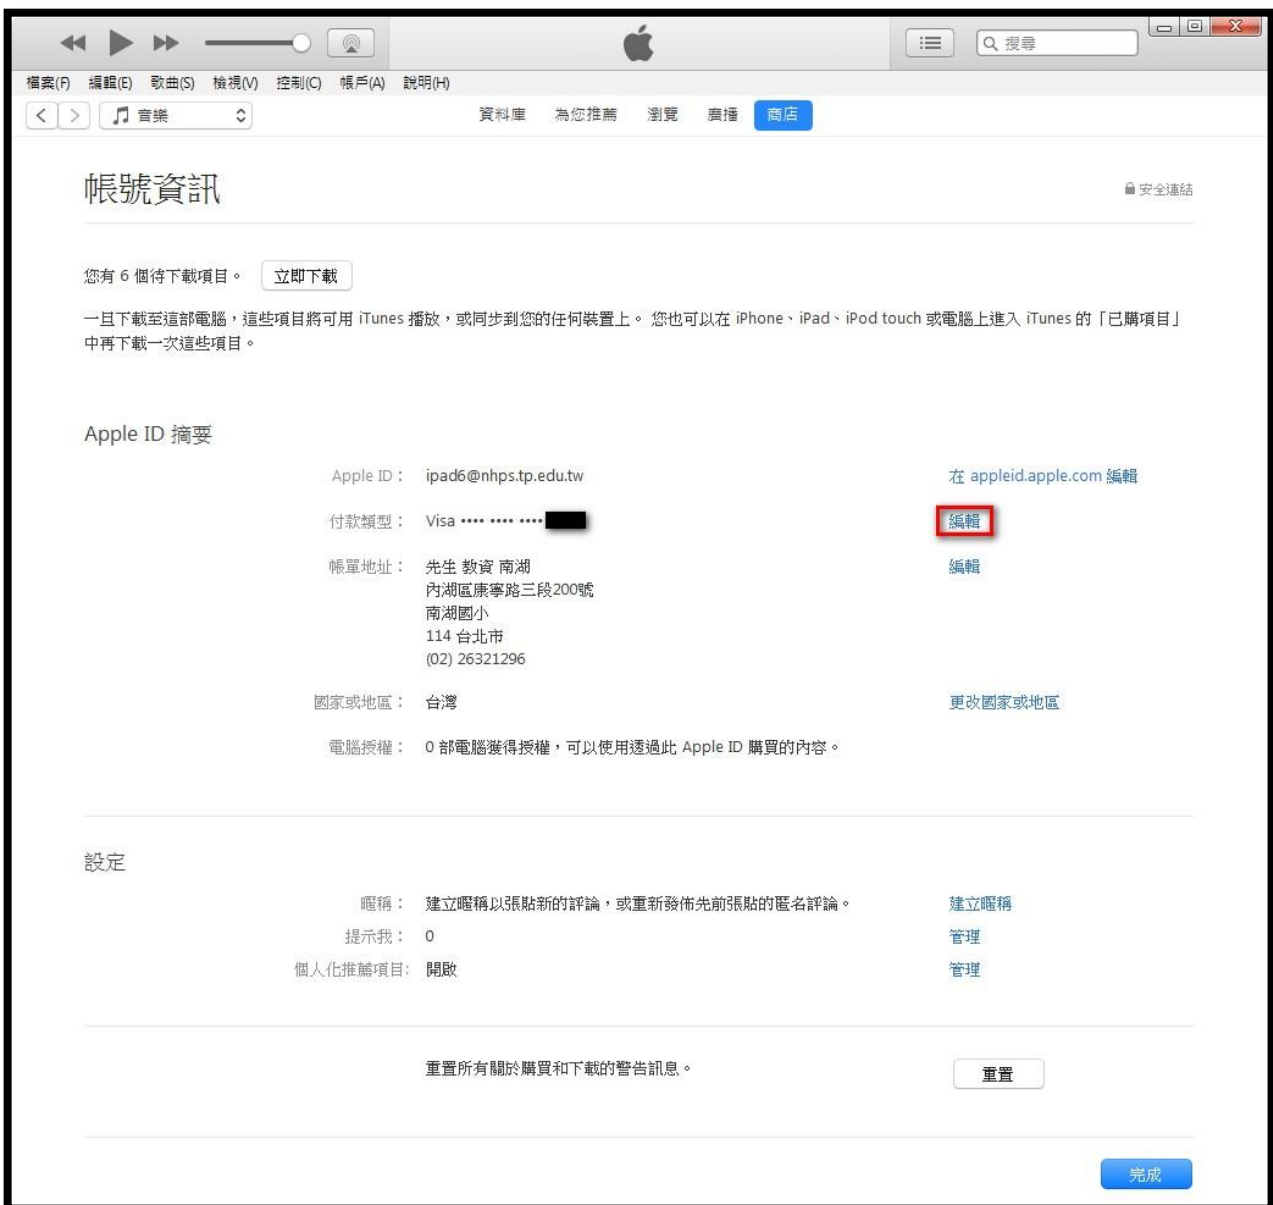 搜尋
檔案(F) 編輯(E) 歌曲(S) 檢視(V) 控制(C) 帳戶(A) 說明(H)
音樂 資料庫 為您推薦 瀏覽 廣播 商店
帳號資訊 安全連結
您有 6 個待下載項目。 立即下載
一旦下載至這部電腦，這些項目將可用 iTunes 播放，或同步到您的任何裝置上。 您也可以在 iPhone、iPad、iPod touch 或電腦上進入 iTunes 的「已購項目」
中再下載一次這些項目。
Apple ID 摘要
Apple ID： ipad6@nhps.tp.edu.tw 在 appleid.apple.com 編輯
付款類型： Visa •••• •••• •••• 編輯
帳單地址： 先生 教資 南湖 編輯
內湖區康寧路三段200號
南湖國小
114 台北市
(02) 26321296
國家或地區： 台灣 更改國家或地區
電腦授權： 0 部電腦獲得授權，可以使用透過此 Apple ID 購買的內容。
設定
暱稱： 建立暱稱以張貼新的評論，或重新發佈先前張貼的匿名評論。 建立暱稱
提示我： 0 管理
個人化推薦項目: 開啟 管理
重置所有關於購買和下載的警告訊息。 重置
完成